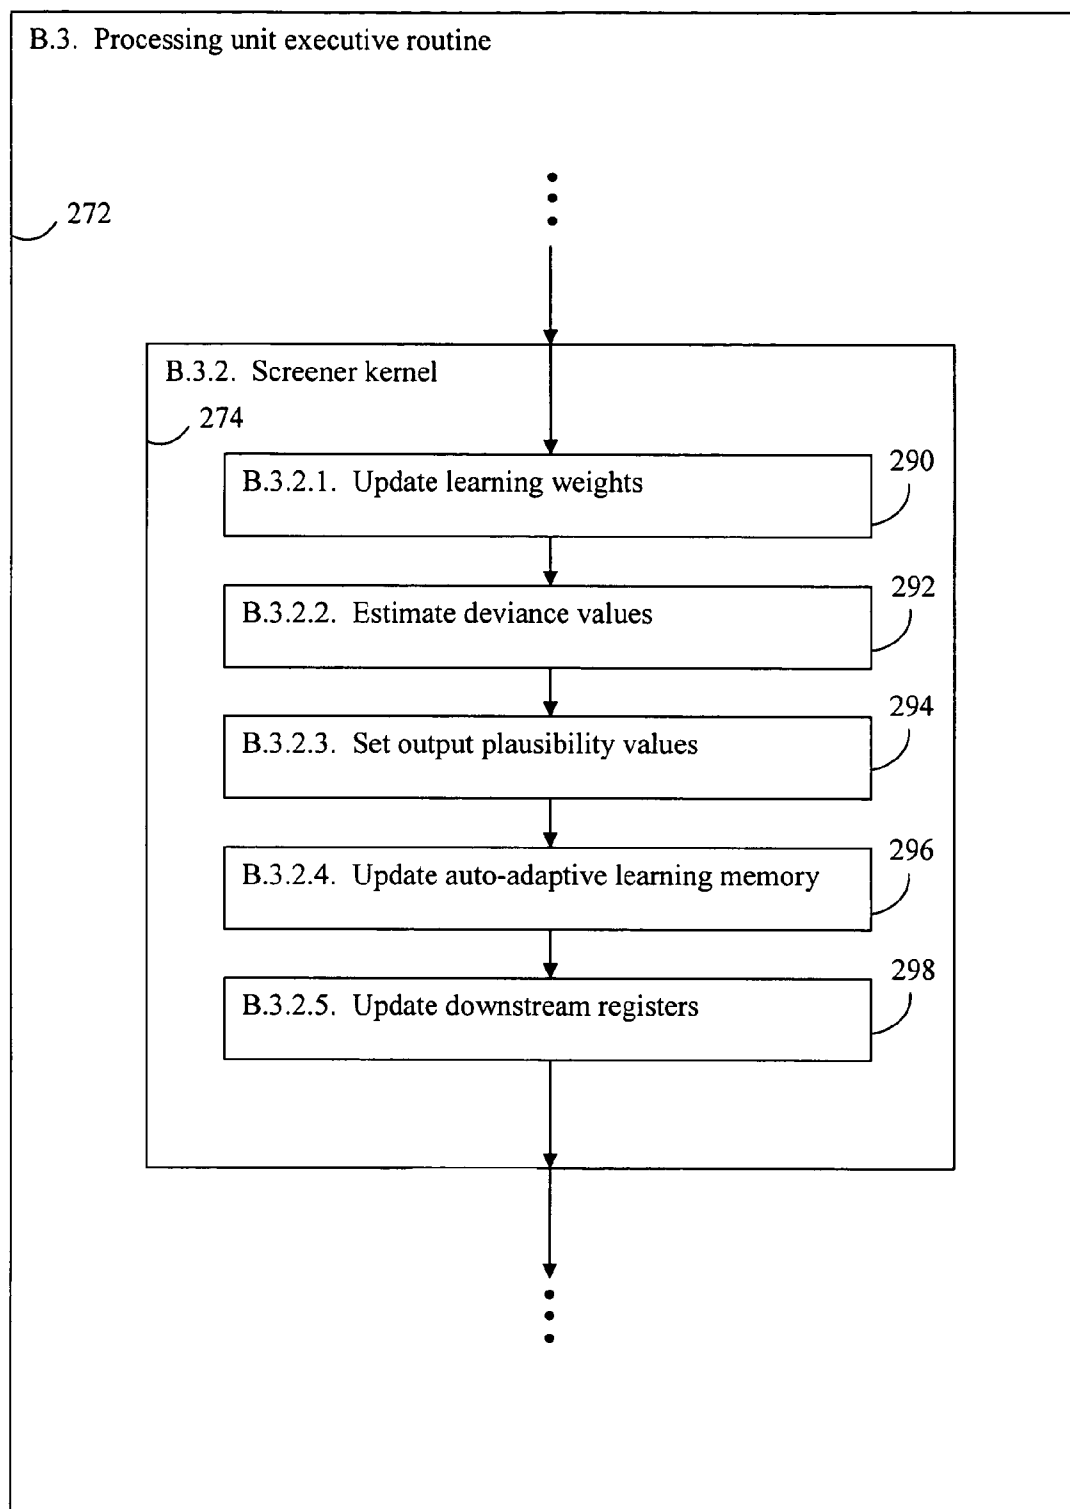 B.3. Processing unit executive routine
272
B.3.2. Screener kernel
274
290
B.3.2.1. Update learning weights
292
B.3.2.2. Estimate deviance values
294
B.3.2.3. Set output plausibility values
296
B.3.2.4. Update auto-adaptive learning memory
298
B.3.2.5. Update downstream registers